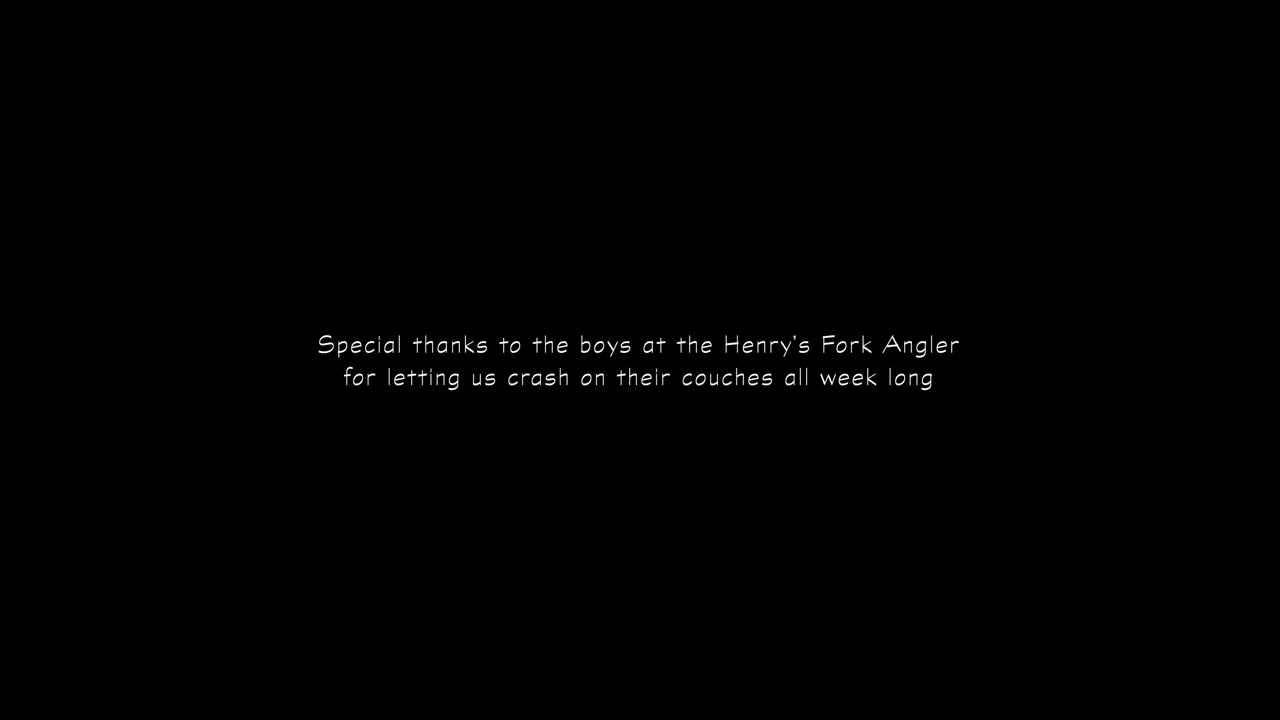 Special thanks to the boys at the Henry's Fork Angler
for letting us crash on their couches all week long